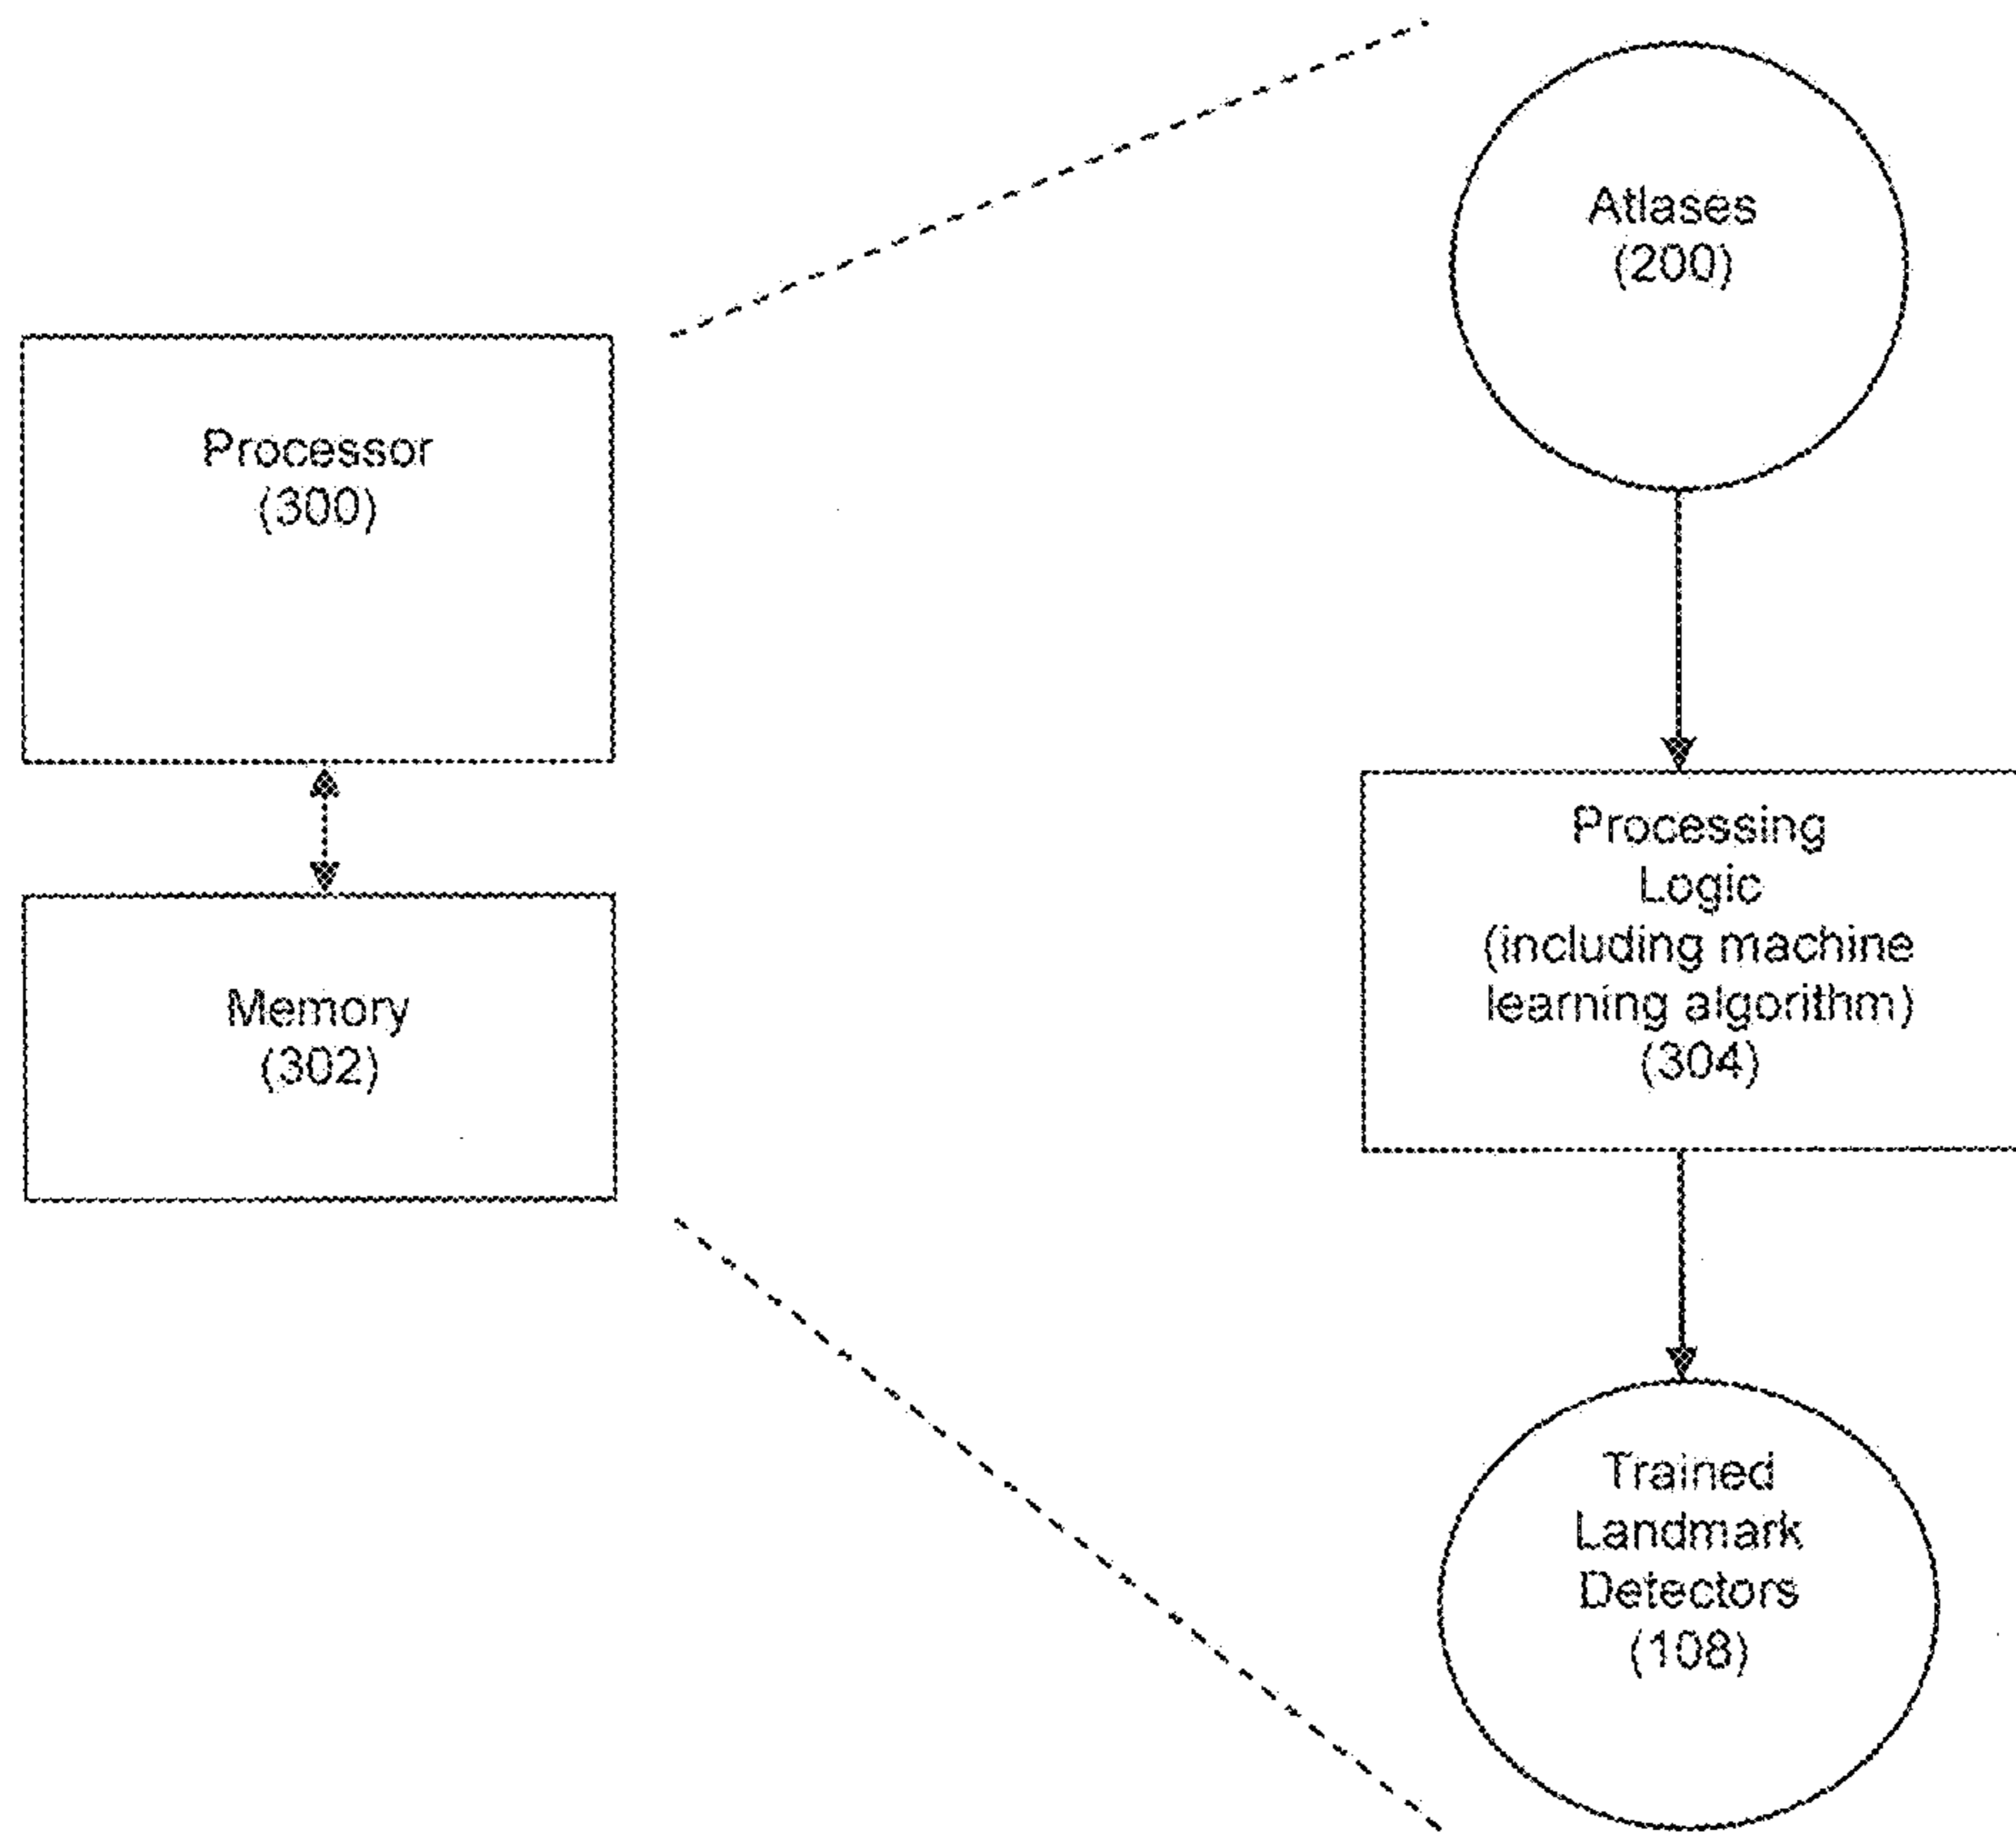 Processor
(300)
Memory
(302)
Atlases
(200)
Processing
Logic
(including machine
learning algorithm)
(304)
Trained
Landmark
Detectors
(108)